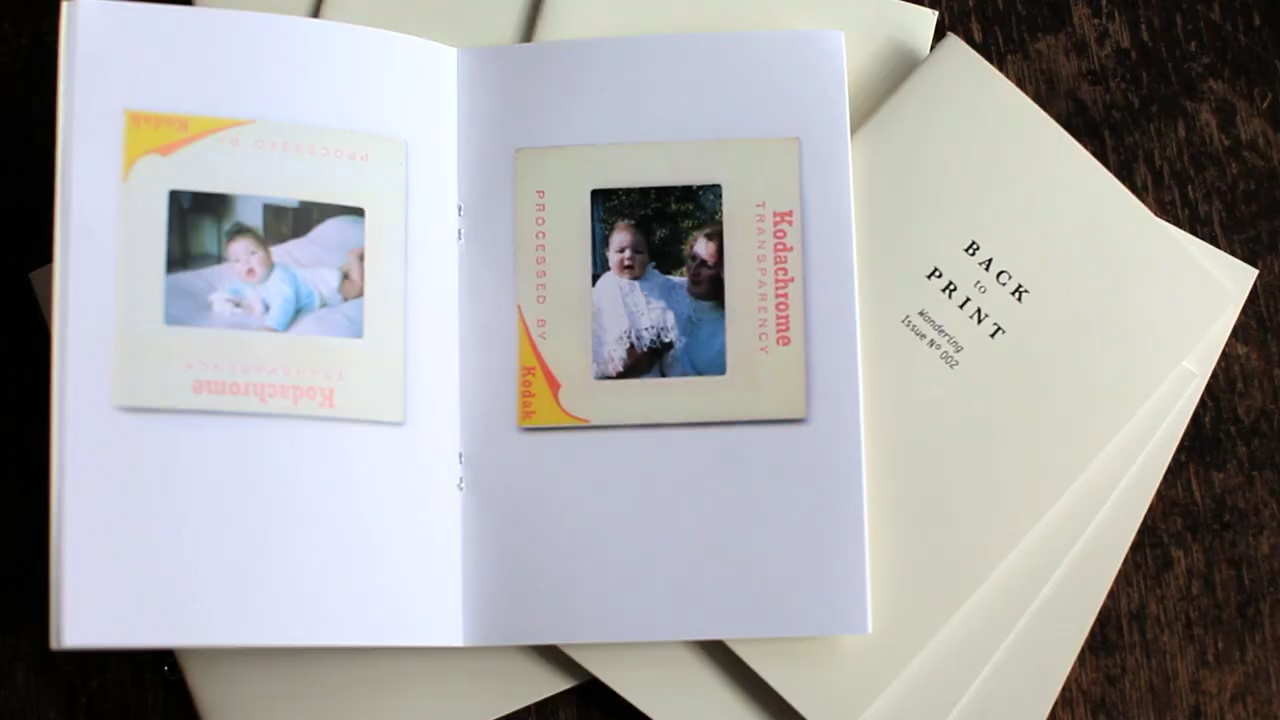 Kodak
PROCESSED BY
TRANSPARENCY
Kodachrome
PROCESSED BY
Kodak
Kodachrome
TRANSPARENCY
BACK
to
PRINT
Wandering
Issue Nº 002